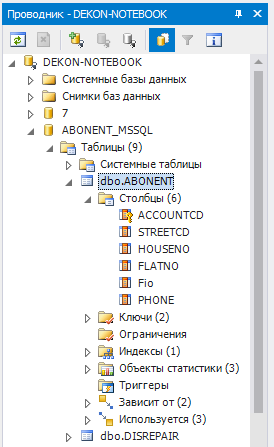 Проводник - DEKON-NOTEBOOK
DEKON-NOTEBOOK
Системные базы данных
Снимки баз данных
7
ABONENT_MSSQL
Таблицы (9)
Системные таблицы
dbo.ABONENT
Столбцы (6)
ACCOUNTCD
STREETCD
HOUSENO
FLATNO
Fio
PHONE
Ключи (2)
Ограничения
Индексы (1)
Объекты статистики (3)
Триггеры
Зависит от (2)
Используется (3)
dbo.DISREPAIR